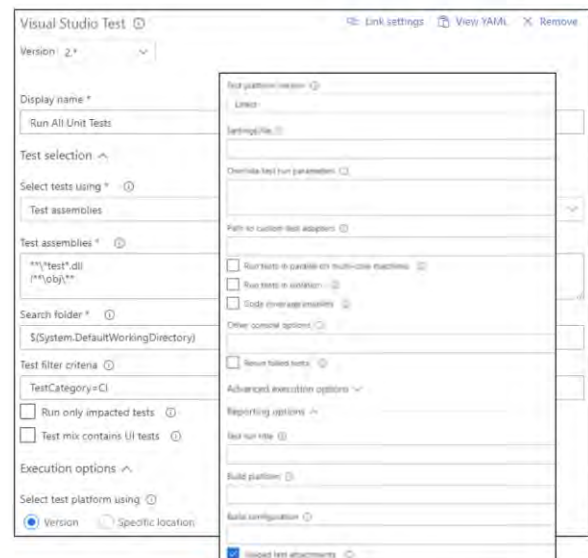 Visual Studio Test
Link settings View YAML Remove
Version 2.*
Display name *
Run All Unit Tests
Test selection
Select tests using *
Test assemblies
Test assemblies *
**\*test*.dll
!**\obj\**
Search folder *
$(System.DefaultWorkingDirectory)
Test filter criteria
TestCategory=CI
Run only impacted tests
Test mix contains UI tests
Execution options
Select test platform using
Version Specific location
Test platform version
Latest
Settings file
Override test run parameters
Path to custom test adapters
Run tests in parallel on multi-core machines
Run tests in isolation
Code coverage enabled
Other console options
Rerun failed tests
Advanced execution options
Reporting options
Test run title
Build platform
Build configuration
Upload test attachments